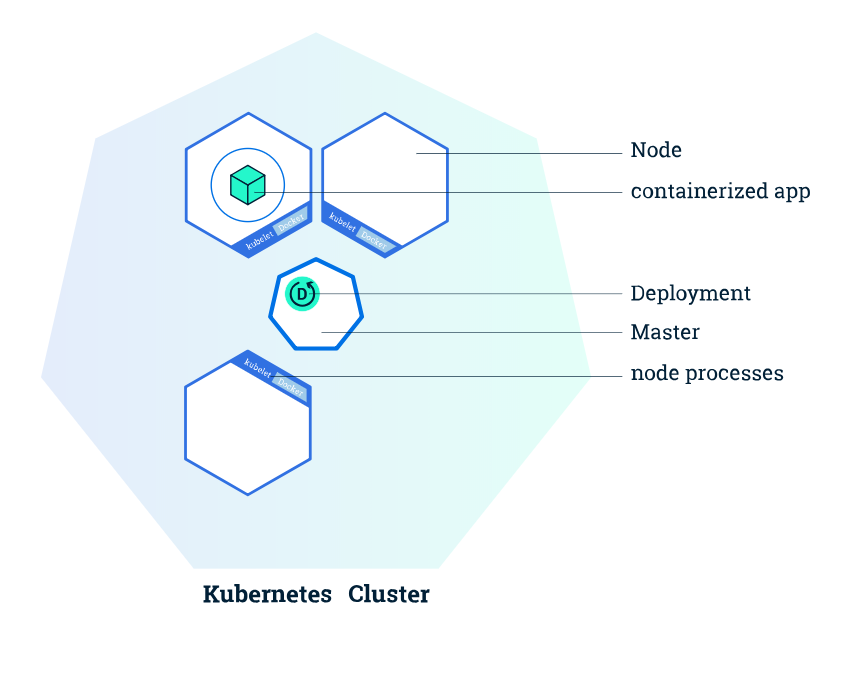 Node
containerized app
kubelet Docker
kubelet Docker
Deployment
D
Master
kubelet Docker
node processes
Kubernetes Cluster